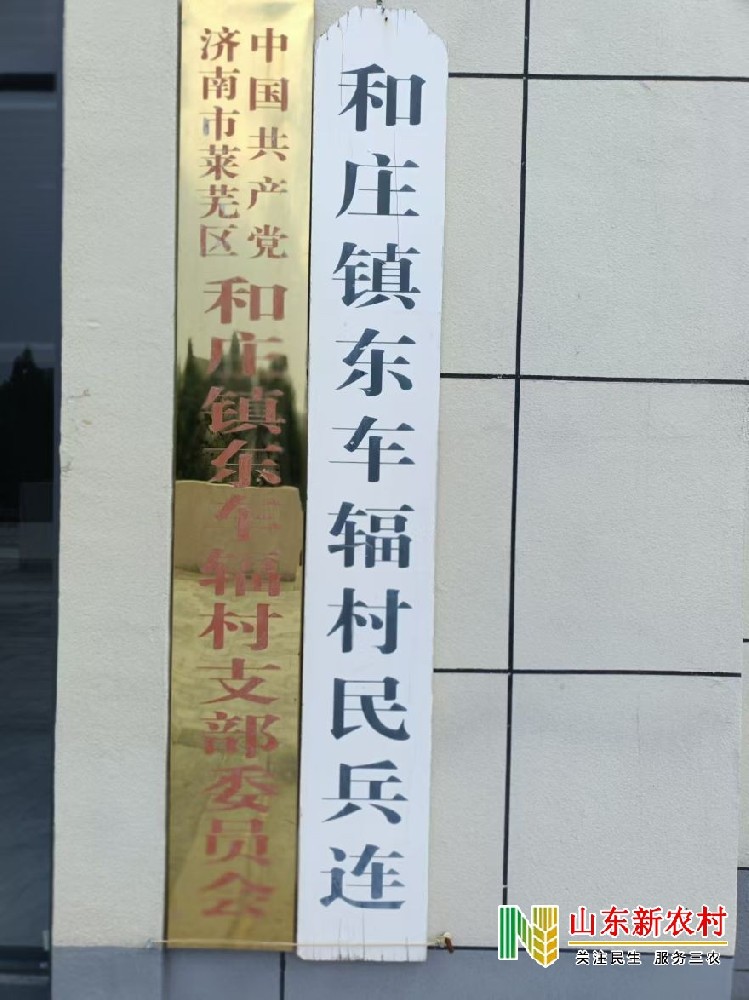 中国共产党
济南市莱芜区
和庄镇东车辐村支部委员会
和庄镇东车辐村民兵连
山东新农村
关注民生 服务三农